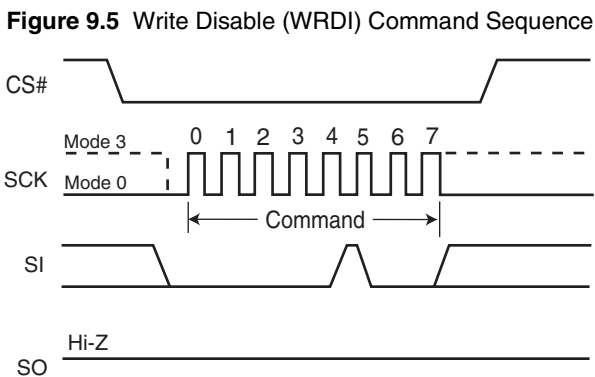 Figure 9.5 Write Disable (WRDI) Command Sequence
CS#
Mode 3
0 1 2 3 4 5 6 7
SCK
Mode 0
Command
SI
Hi-Z
SO